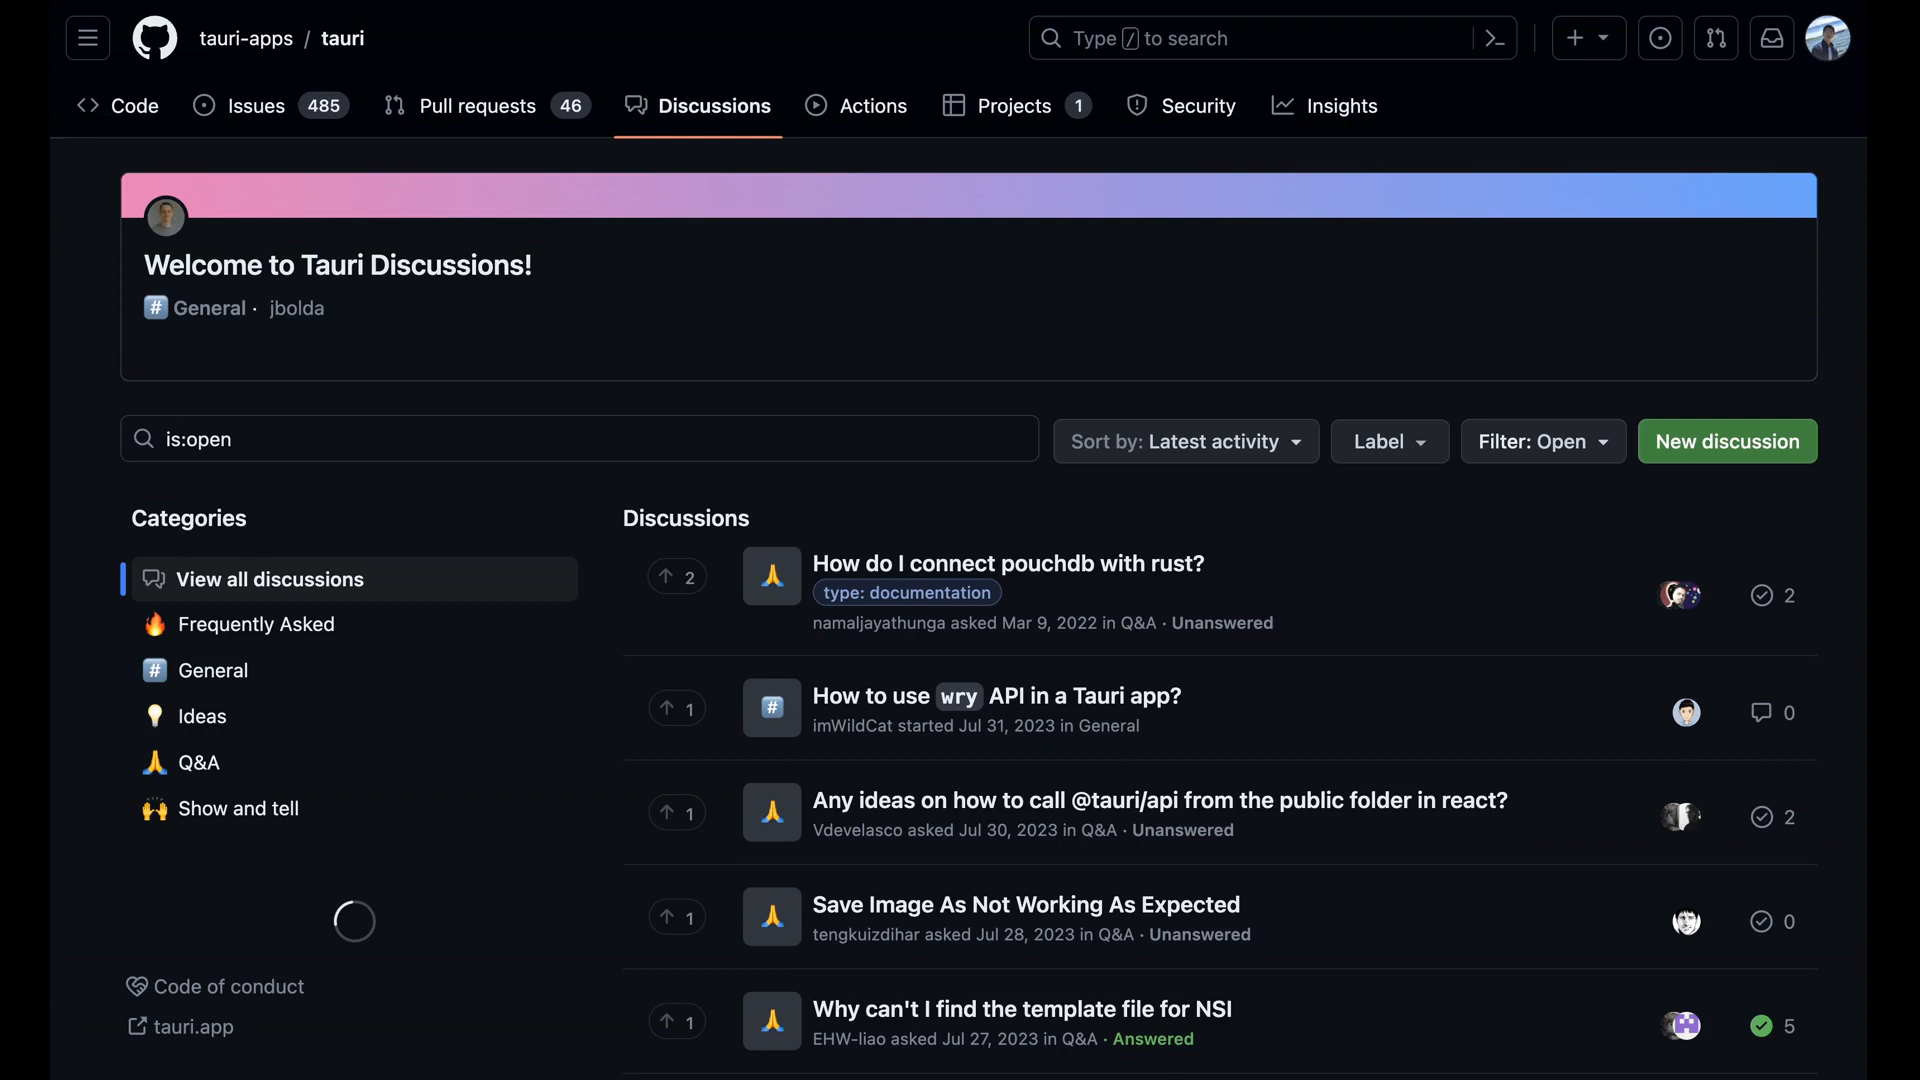 tauri-apps / tauri
Type / to search
Code
Issues 485
Pull requests 46
Discussions
Actions
Projects 1
Security
Insights
Welcome to Tauri Discussions!
# General · jbolda
is:open
Sort by: Latest activity
Label
Filter: Open
New discussion
Categories
View all discussions
Frequently Asked
# General
Ideas
Q&A
Show and tell
Code of conduct
tauri.app
Discussions
2
How do I connect pouchdb with rust?
type: documentation
namaljayathunga asked Mar 9, 2022 in Q&A · Unanswered
2
1
#
How to use wry API in a Tauri app?
imWildCat started Jul 31, 2023 in General
0
1
Any ideas on how to call @tauri/api from the public folder in react?
Vdevelasco asked Jul 30, 2023 in Q&A · Unanswered
2
1
Save Image As Not Working As Expected
tengkuizdihar asked Jul 28, 2023 in Q&A · Unanswered
0
1
Why can't I find the template file for NSI
EHW-liao asked Jul 27, 2023 in Q&A · Answered
5